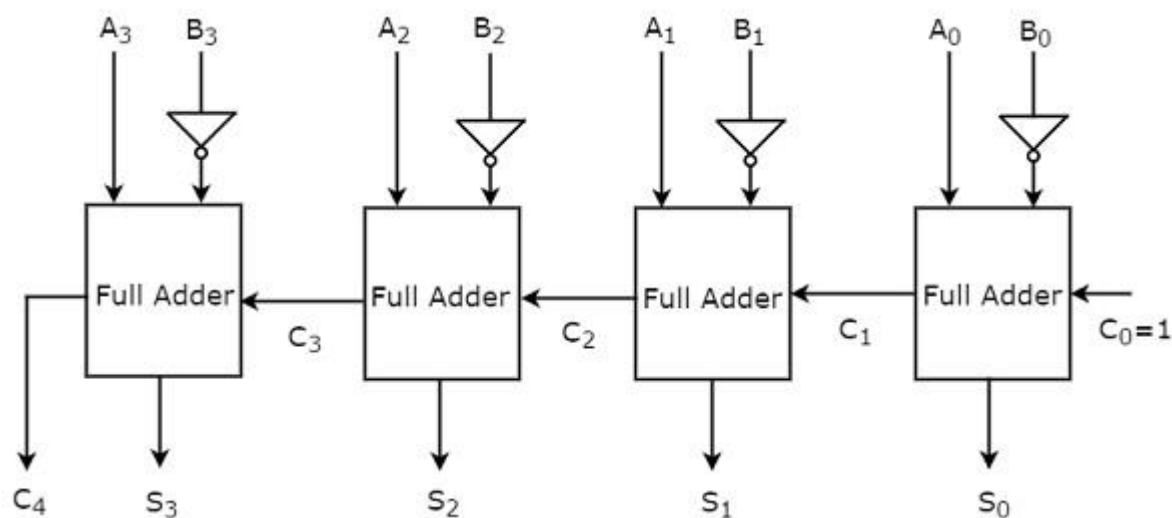 A₃ B₃ A₂ B₂ A₁ B₁ A₀ B₀
Full Adder Full Adder Full Adder Full Adder
C₃ C₂ C₁ C₀=1
C₄ S₃ S₂ S₁ S₀